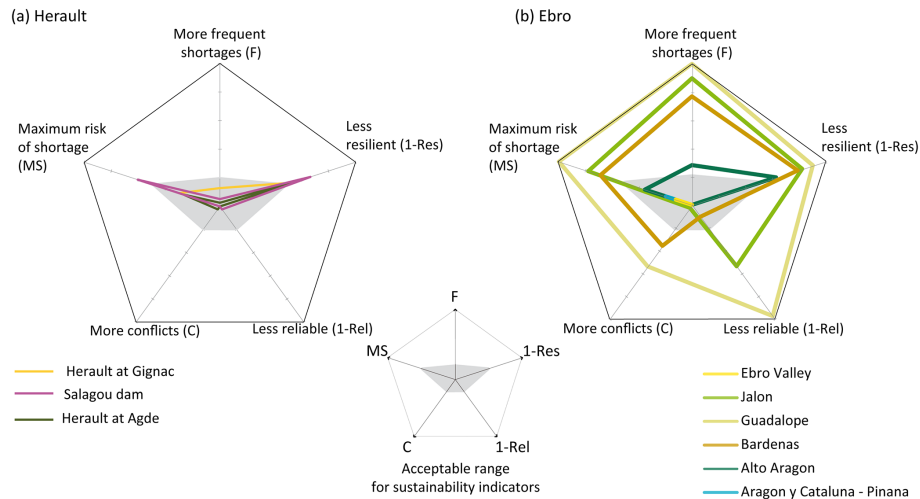 (a) Herault
More frequent
shortages (F)
Maximum risk
of shortage
(MS)
Less
resilient (1-Res)
More conflicts (C)
Less reliable (1-Rel)
Herault at Gignac
Salagou dam
Herault at Agde
F
MS
1-Res
C
1-Rel
Acceptable range
for sustainability indicators
(b) Ebro
More frequent
shortages (F)
Maximum risk
of shortage
(MS)
Less
resilient (1-Res)
More conflicts (C)
Less reliable (1-Rel)
Ebro Valley
Jalon
Guadalope
Bardenas
Alto Aragon
Aragon y Cataluna - Pinana